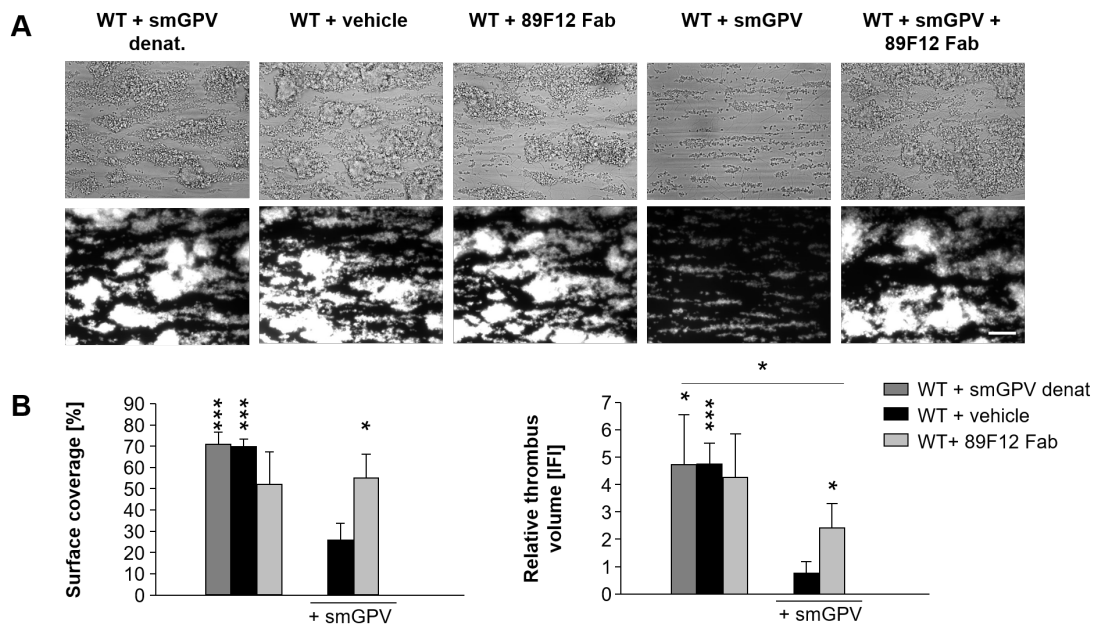 A
WT + smGPV
denat.
WT + vehicle
WT + 89F12 Fab
WT + smGPV
WT + smGPV +
89F12 Fab
B
Surface coverage [%]
90
80
70
60
50
40
30
20
10
0
***
***
*
+ smGPV
Relative thrombus
volume [IFI]
7
6
5
4
3
2
1
0
*
*
***
*
+ smGPV
WT + smGPV denat
WT + vehicle
WT+ 89F12 Fab